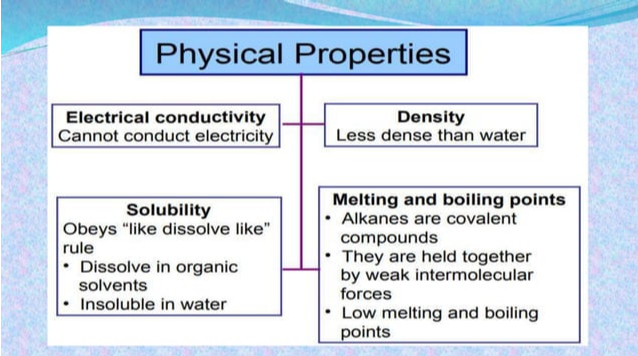 Physical Properties
Electrical conductivity
Cannot conduct electricity
Density
Less dense than water
Solubility
Obeys “like dissolve like”
rule
• Dissolve in organic
solvents
• Insoluble in water
Melting and boiling points
• Alkanes are covalent
compounds
• They are held together
by weak intermolecular
forces
• Low melting and boiling
points